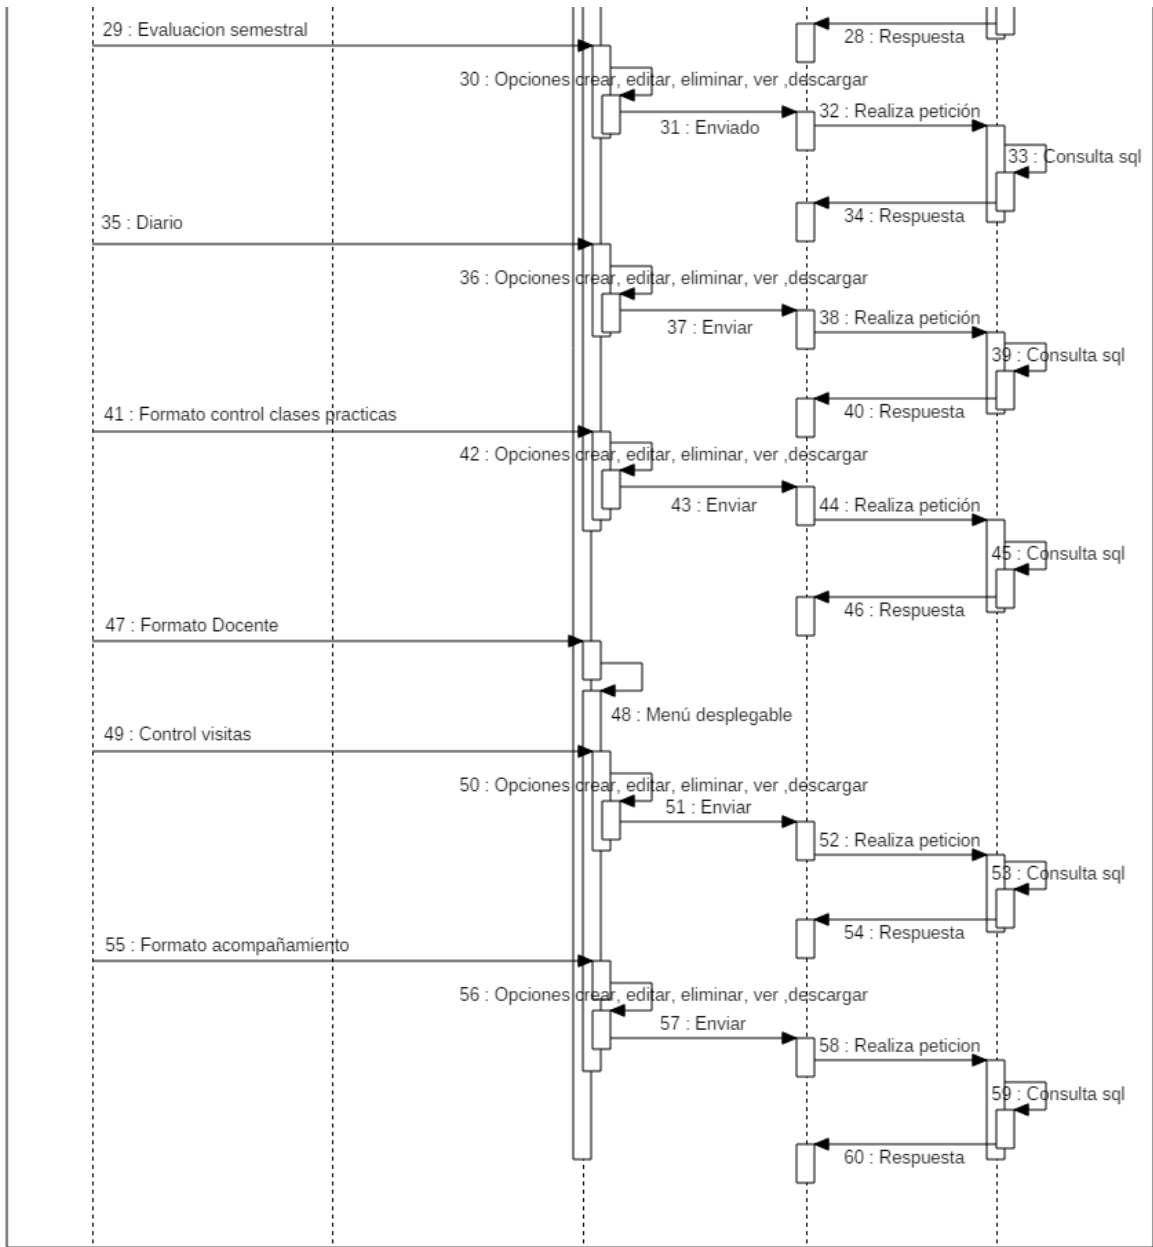 29 : Evaluacion semestral
28 : Respuesta
30 : Opciones crear, editar, eliminar, ver ,descargar
32 : Realiza petición
31 : Enviado
33 : Consulta sql
34 : Respuesta
35 : Diario
36 : Opciones crear, editar, eliminar, ver ,descargar
38 : Realiza petición
37 : Enviar
39 : Consulta sql
40 : Respuesta
41 : Formato control clases practicas
42 : Opciones crear, editar, eliminar, ver ,descargar
43 : Enviar
44 : Realiza petición
45 : Consulta sql
46 : Respuesta
47 : Formato Docente
48 : Menú desplegable
49 : Control visitas
50 : Opciones crear, editar, eliminar, ver ,descargar
51 : Enviar
52 : Realiza peticion
53 : Consulta sql
54 : Respuesta
55 : Formato acompañamiento
56 : Opciones crear, editar, eliminar, ver ,descargar
57 : Enviar
58 : Realiza peticion
59 : Consulta sql
60 : Respuesta